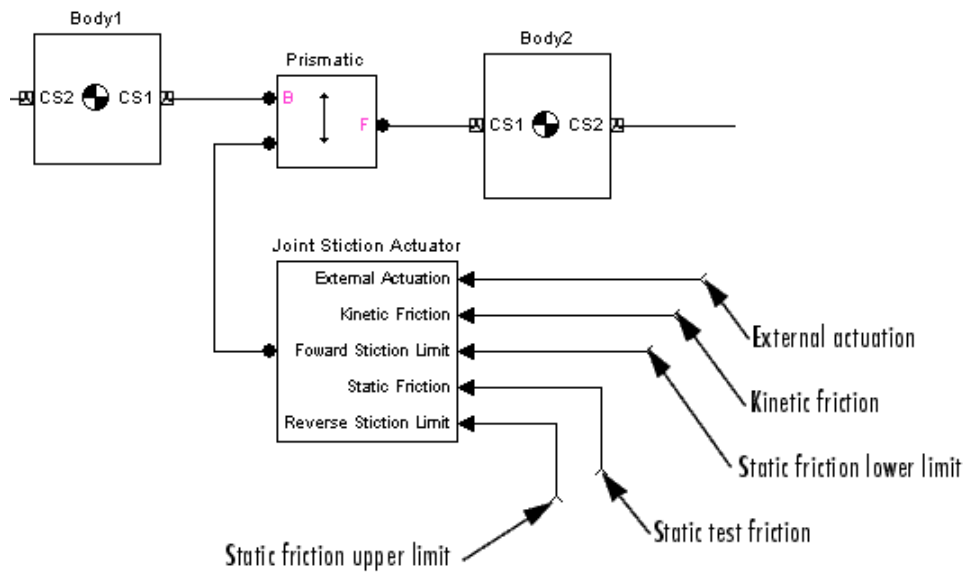 Body1
CS2 CS1
Prismatic
B
F
Body2
CS1 CS2
Joint Stiction Actuator
External Actuation
Kinetic Friction
Foward Stiction Limit
Static Friction
Reverse Stiction Limit
External actuation
Kinetic friction
Static friction lower limit
Static test friction
Static friction upper limit